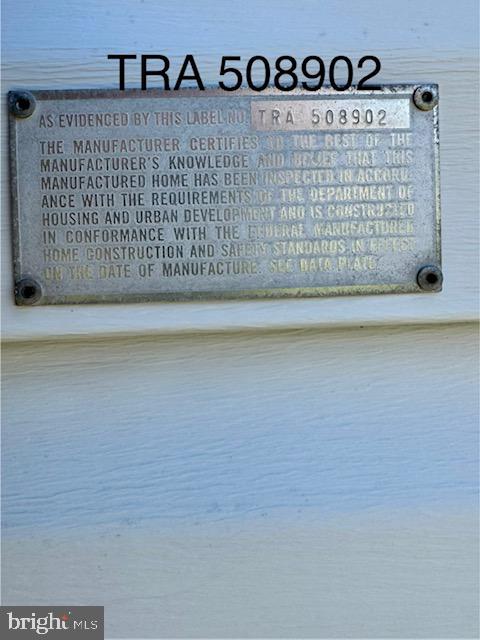 TRA 508902
AS EVIDENCED BY THIS LABEL NO. TRA 508902
THE MANUFACTURER CERTIFIES TO THE BEST OF THE
MANUFACTURER'S KNOWLEDGE AND BELIEF THAT THIS
MANUFACTURED HOME HAS BEEN INSPECTED IN ACCORD-
ANCE WITH THE REQUIREMENTS OF THE DEPARTMENT OF
HOUSING AND URBAN DEVELOPMENT AND IS CONSTRUCTED
IN CONFORMANCE WITH THE FEDERAL MANUFACTURED
HOME CONSTRUCTION AND SAFETY STANDARDS IN EFFECT
ON THE DATE OF MANUFACTURE. SEE DATA PLATE.
bright MLS